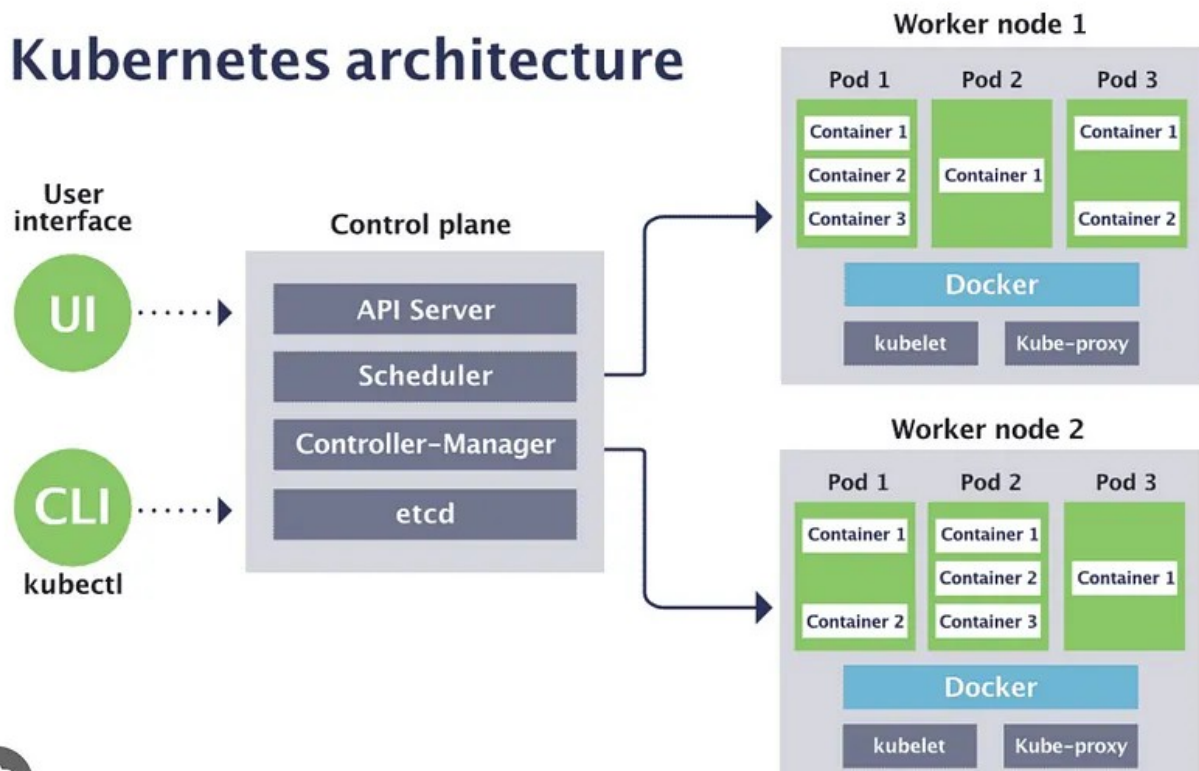 Kubernetes architecture
User
interface
UI
CLI
kubectl
Control plane
API Server
Scheduler
Controller-Manager
etcd
Worker node 1
Pod 1
Container 1
Container 2
Container 3
Pod 2
Container 1
Pod 3
Container 1
Container 2
Docker
kubelet
Kube-proxy
Worker node 2
Pod 1
Container 1
Container 2
Pod 2
Container 1
Container 2
Container 3
Pod 3
Container 1
Docker
kubelet
Kube-proxy